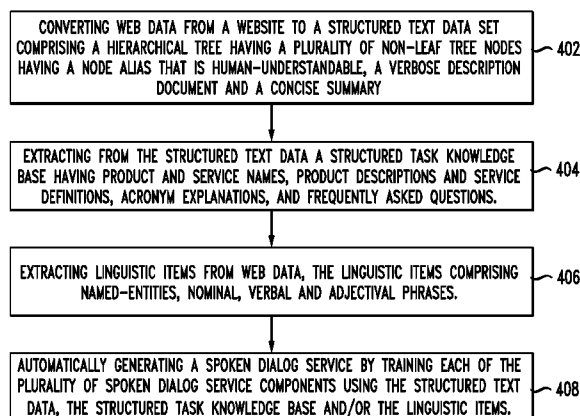 CONVERTING WEB DATA FROM A WEBSITE TO A STRUCTURED TEXT DATA SET
COMPRISING A HIERARCHICAL TREE HAVING A PLURALITY OF NON-LEAF TREE NODES
HAVING A NODE ALIAS THAT IS HUMAN-UNDERSTANDABLE, A VERBOSE DESCRIPTION
DOCUMENT AND A CONCISE SUMMARY
402
EXTRACTING FROM THE STRUCTURED TEXT DATA A STRUCTURED TASK KNOWLEDGE
BASE HAVING PRODUCT AND SERVICE NAMES, PRODUCT DESCRIPTIONS AND SERVICE
DEFINITIONS, ACRONYM EXPLANATIONS, AND FREQUENTLY ASKED QUESTIONS.
404
EXTRACTING LINGUISTIC ITEMS FROM WEB DATA, THE LINGUISTIC ITEMS COMPRISING
NAMED-ENTITIES, NOMINAL, VERBAL AND ADJECTIVAL PHRASES.
406
AUTOMATICALLY GENERATING A SPOKEN DIALOG SERVICE BY TRAINING EACH OF THE
PLURALITY OF SPOKEN DIALOG SERVICE COMPONENTS USING THE STRUCTURED TEXT
DATA, THE STRUCTURED TASK KNOWLEDGE BASE AND/OR THE LINGUISTIC ITEMS.
408